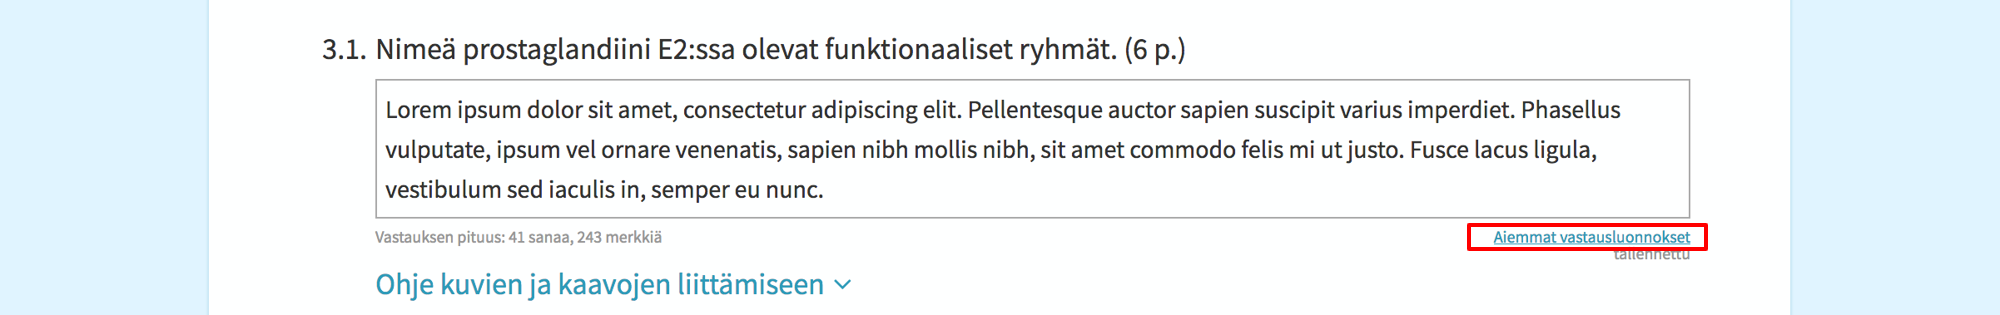 3.1. Nimeä prostaglandiini E2:ssa olevat funktionaaliset ryhmät. (6 p.)
Lorem ipsum dolor sit amet, consectetur adipiscing elit. Pellentesque auctor sapien suscipit varius imperdiet. Phasellus
vulputate, ipsum vel ornare venenatis, sapien nibh mollis nibh, sit amet commodo felis mi ut justo. Fusce lacus ligula,
vestibulum sed iaculis in, semper eu nunc.
Vastauksen pituus: 41 sanaa, 243 merkkiä
Aiemmat vastausluonnokset
tallennettu
Ohje kuvien ja kaavojen liittämiseen